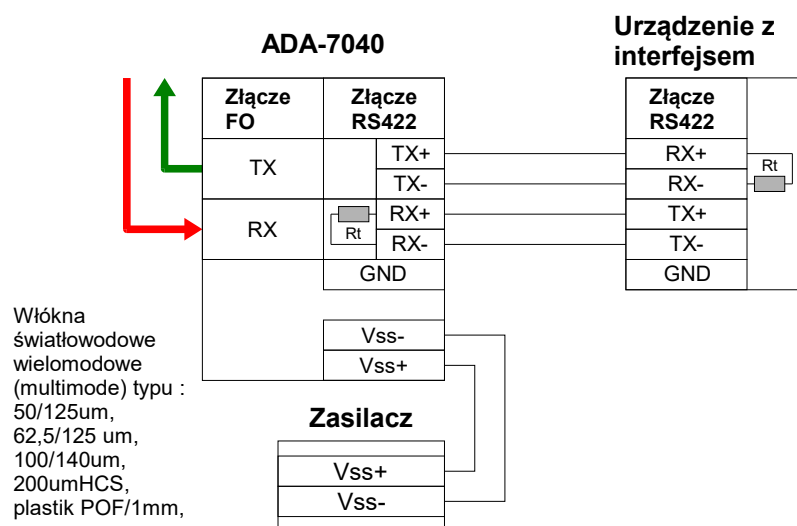 ADA-7040
Urządzenie z
interfejsem
Złącze
FO
Złącze
RS422
TX
TX+
TX-
RX
Rt
RX+
RX-
GND
Vss-
Vss+
Złącze
RS422
RX+
RX-
Rt
TX+
TX-
GND
Włókna
światłowodowe
wielomodowe
(multimode) typu :
50/125um,
62,5/125 um,
100/140um,
200umHCS,
plastik POF/1mm,
Zasilacz
Vss+
Vss-